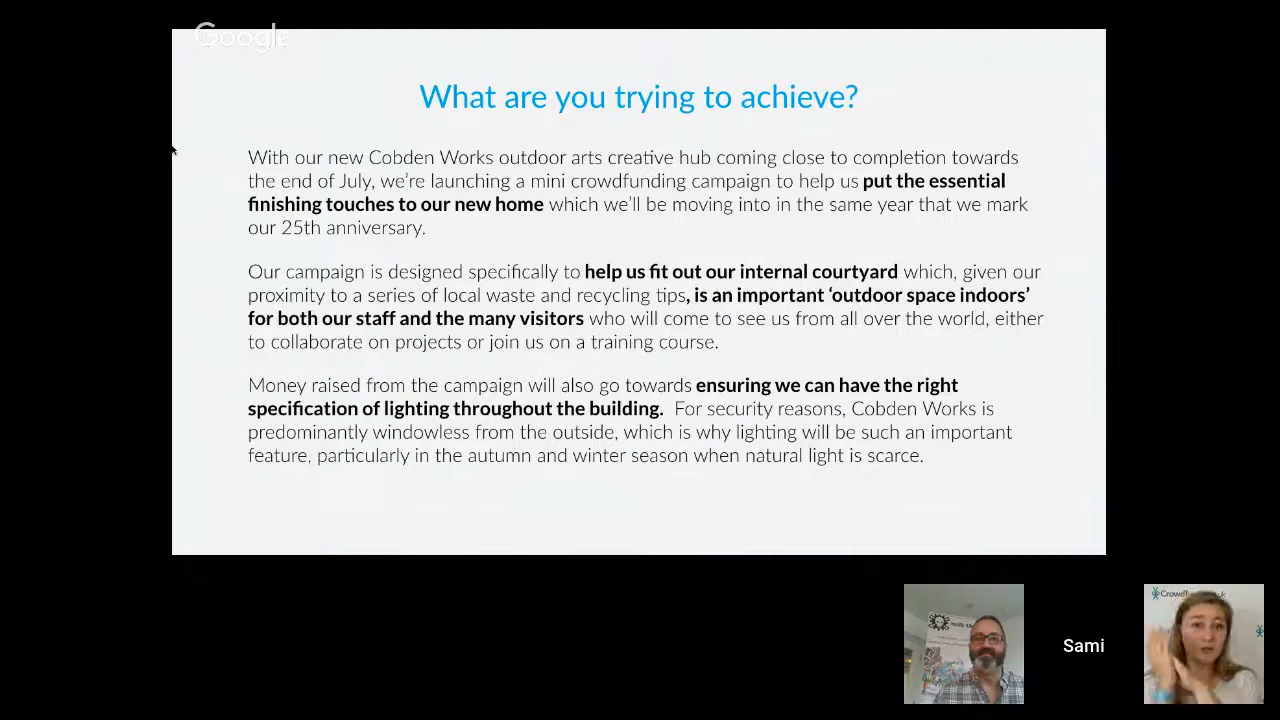 Google
What are you trying to achieve?
With our new Cobden Works outdoor arts creative hub coming close to completion towards
the end of July, we're launching a mini crowdfunding campaign to help us put the essential
finishing touches to our new home which we'll be moving into in the same year that we mark
our 25th anniversary.
Our campaign is designed specifically to help us fit out our internal courtyard which, given our
proximity to a series of local waste and recycling tips, is an important ‘outdoor space indoors’
for both our staff and the many visitors who will come to see us from all over the world, either
to collaborate on projects or join us on a training course.
Money raised from the campaign will also go towards ensuring we can have the right
specification of lighting throughout the building. For security reasons, Cobden Works is
predominantly windowless from the outside, which is why lighting will be such an important
feature, particularly in the autumn and winter season when natural light is scarce.
Sami